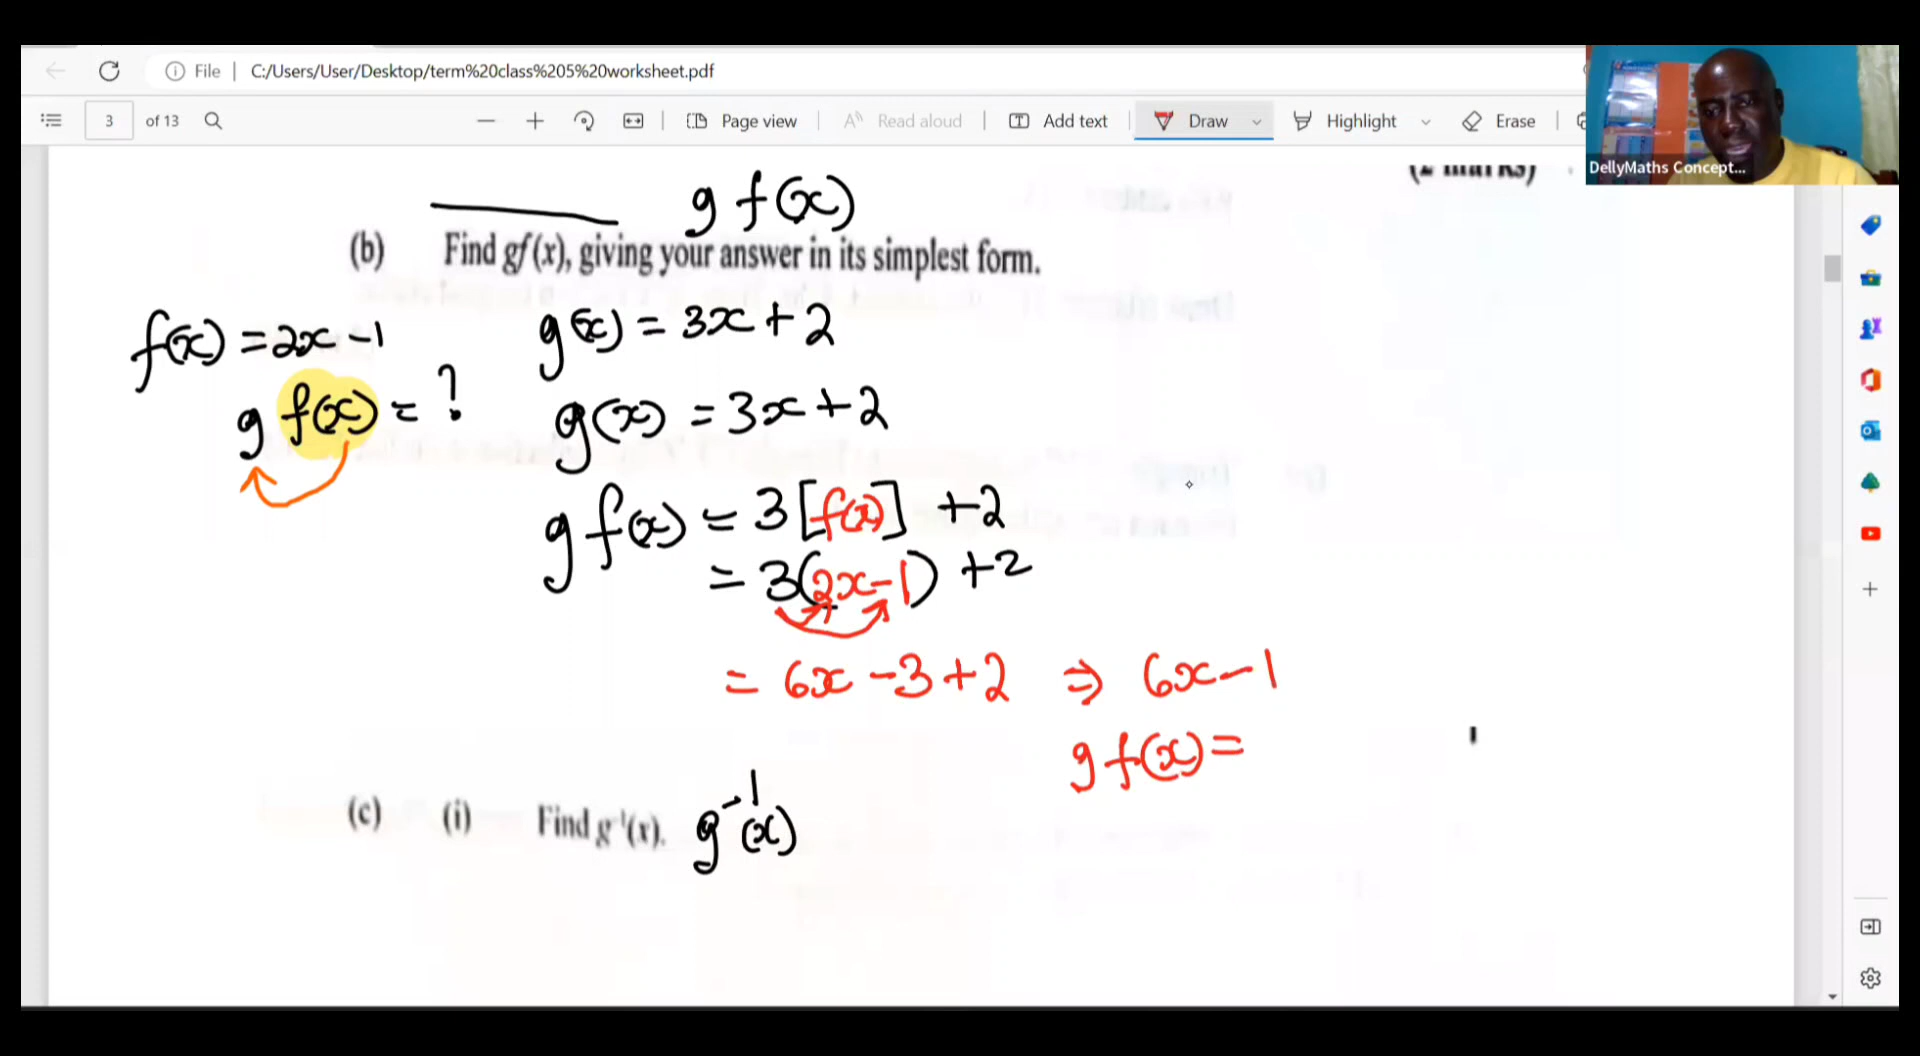 File | C:/Users/User/Desktop/term%20class%205%20worksheet.pdf
3 of 13 Page view Read aloud Add text Draw Highlight Erase
DellyMaths Concept...
g f(x)
(b) Find gf(x), giving your answer in its simplest form.
f(x) = 2x - 1 g(x) = 3x + 2
g f(x) = ? g(x) = 3x + 2
g f(x) = 3[f(x)] + 2
= 3(2x - 1) + 2
= 6x - 3 + 2 ⇒ 6x - 1
g f(x) =
(c) (i) Find g⁻¹(x). g⁻¹(x)